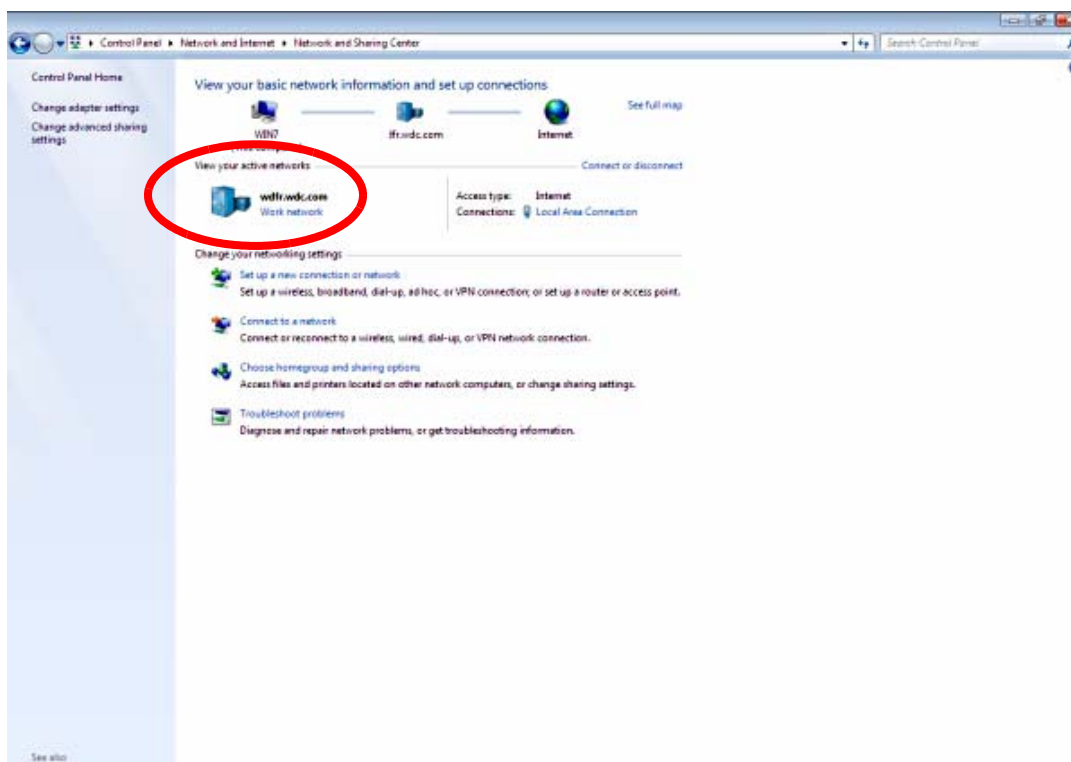 Control Panel ▸ Network and Internet ▸ Network and Sharing Center
Search Control Panel
Control Panel Home
Change adapter settings
Change advanced sharing
settings
View your basic network information and set up connections
See full map
WIN7
lfr.wdc.com
Internet
View your active networks
Connect or disconnect
wdlfr.wdc.com
Work network
Access type: Internet
Connections: Local Area Connection
Change your networking settings
Set up a new connection or network
Set up a wireless, broadband, dial-up, ad hoc, or VPN connection; or set up a router or access point.
Connect to a network
Connect or reconnect to a wireless, wired, dial-up, or VPN network connection.
Choose homegroup and sharing options
Access files and printers located on other network computers, or change sharing settings.
Troubleshoot problems
Diagnose and repair network problems, or get troubleshooting information.
See also